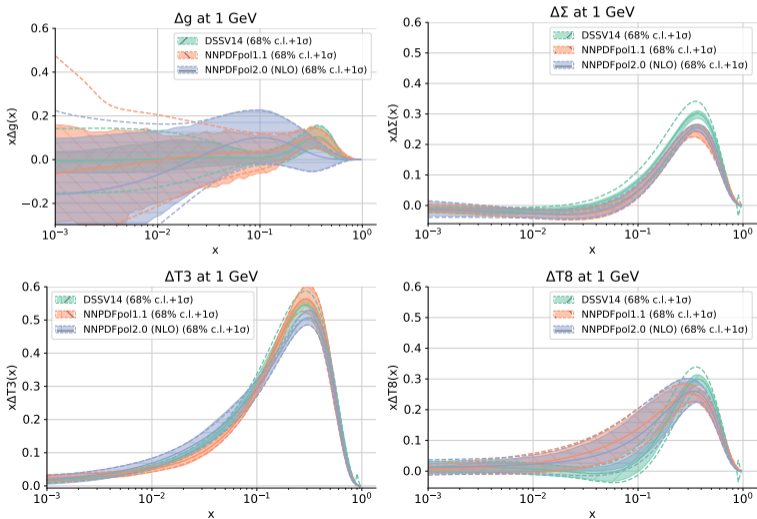 Δg at 1 GeV
0.6
0.4
0.2
0.0
−0.2
xΔg(x)
DSSV14 (68% c.l.+1σ)
NNPDFpol1.1 (68% c.l.+1σ)
NNPDFpol2.0 (NLO) (68% c.l.+1σ)
10⁻³ 10⁻² 10⁻¹ 10⁰
x
ΔΣ at 1 GeV
0.6
0.5
0.4
0.3
0.2
0.1
0.0
xΔΣ(x)
DSSV14 (68% c.l.+1σ)
NNPDFpol1.1 (68% c.l.+1σ)
NNPDFpol2.0 (NLO) (68% c.l.+1σ)
10⁻³ 10⁻² 10⁻¹ 10⁰
x
ΔT3 at 1 GeV
0.6
0.5
0.4
0.3
0.2
0.1
0.0
xΔT3(x)
DSSV14 (68% c.l.+1σ)
NNPDFpol1.1 (68% c.l.+1σ)
NNPDFpol2.0 (NLO) (68% c.l.+1σ)
10⁻³ 10⁻² 10⁻¹ 10⁰
x
ΔT8 at 1 GeV
0.6
0.5
0.4
0.3
0.2
0.1
0.0
xΔT8(x)
DSSV14 (68% c.l.+1σ)
NNPDFpol1.1 (68% c.l.+1σ)
NNPDFpol2.0 (NLO) (68% c.l.+1σ)
10⁻³ 10⁻² 10⁻¹ 10⁰
x